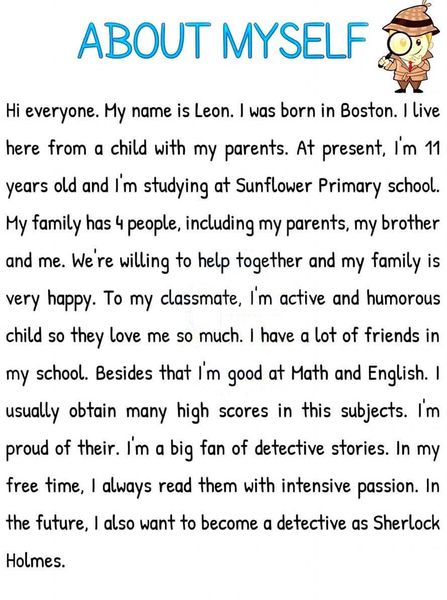 ABOUT MYSELF
Hi everyone. My name is Leon. I was born in Boston. I live
here from a child with my parents. At present, I'm 11
years old and I'm studying at Sunflower Primary school.
My family has 4 people, including my parents, my brother
and me. We're willing to help together and my family is
very happy. To my classmate, I'm active and humorous
child so they love me so much. I have a lot of friends in
my school. Besides that I'm good at Math and English. I
usually obtain many high scores in this subjects. I'm
proud of their. I'm a big fan of detective stories. In my
free time, I always read them with intensive passion. In
the future, I also want to become a detective as Sherlock
Holmes.